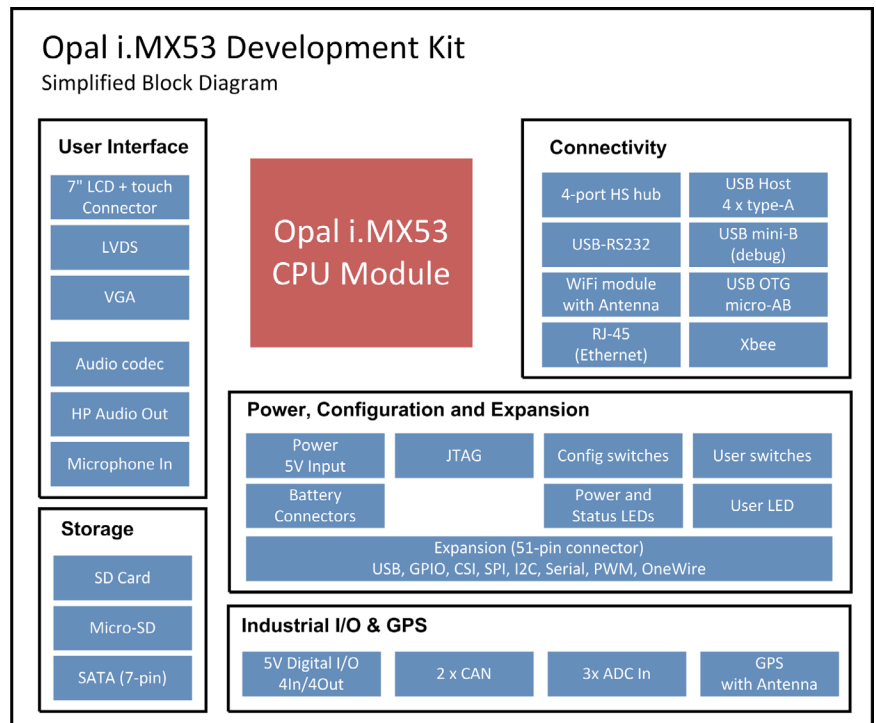 Opal i.MX53 Development Kit
Simplified Block Diagram
User Interface
7" LCD + touch
Connector
LVDS
VGA
Audio codec
HP Audio Out
Microphone In
Storage
SD Card
Micro-SD
SATA (7-pin)
Opal i.MX53
CPU Module
Connectivity
4-port HS hub
USB Host
4 x type-A
USB-RS232
USB mini-B
(debug)
WiFi module
with Antenna
USB OTG
micro-AB
RJ-45
(Ethernet)
Xbee
Power, Configuration and Expansion
Power
5V Input
JTAG
Config switches
User switches
Battery
Connectors
Power and
Status LEDs
User LED
Expansion (51-pin connector)
USB, GPIO, CSI, SPI, I2C, Serial, PWM, OneWire
Industrial I/O & GPS
5V Digital I/O
4In/4Out
2 x CAN
3x ADC In
GPS
with Antenna